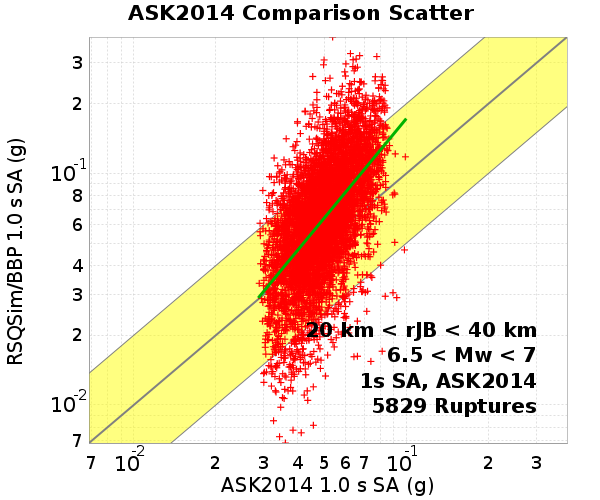 ASK2014 Comparison Scatter
RSQSim/BBP 1.0 s SA (g)
3
2
10-1
8
6
4
3
2
10-2
7
20 km < rJB < 40 km
6.5 < Mw < 7
1s SA, ASK2014
5829 Ruptures
7 10-2 2 3 4 5 6 7 10-1 2 3
ASK2014 1.0 s SA (g)